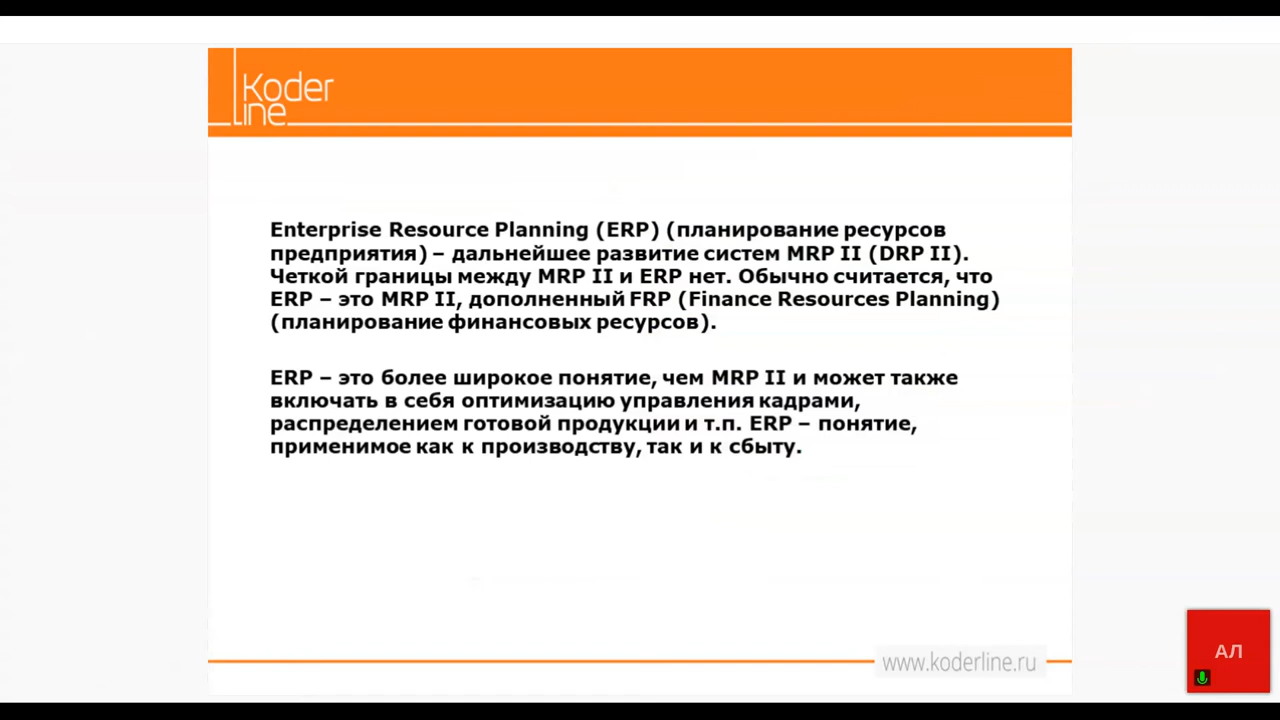 Koder
line
Enterprise Resource Planning (ERP) (планирование ресурсов
предприятия) – дальнейшее развитие систем MRP II (DRP II).
Четкой границы между MRP II и ERP нет. Обычно считается, что
ERP – это MRP II, дополненный FRP (Finance Resources Planning)
(планирование финансовых ресурсов).
ERP – это более широкое понятие, чем MRP II и может также
включать в себя оптимизацию управления кадрами,
распределением готовой продукции и т.п. ERP – понятие,
применимое как к производству, так и к сбыту.
www.koderline.ru
АЛ